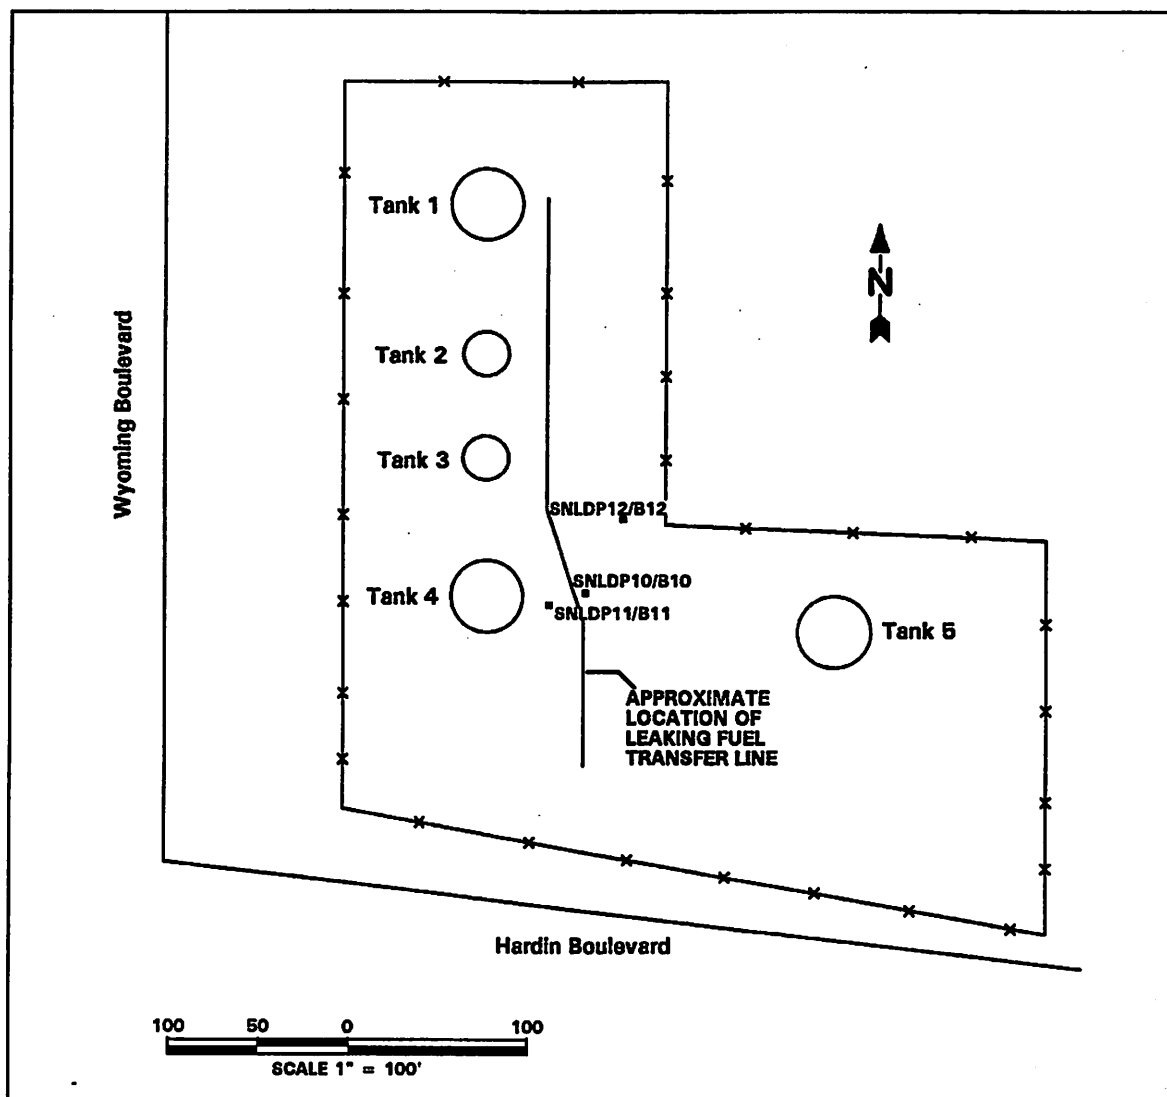 Tank 1
N
Wyoming Boulevard
Tank 2
Tank 3
SNLDP12/B12
SNLDP10/B10
Tank 4
SNLDP11/B11
Tank 5
APPROXIMATE
LOCATION OF
LEAKING FUEL
TRANSFER LINE
Hardin Boulevard
100 50 0 100
SCALE 1" = 100'